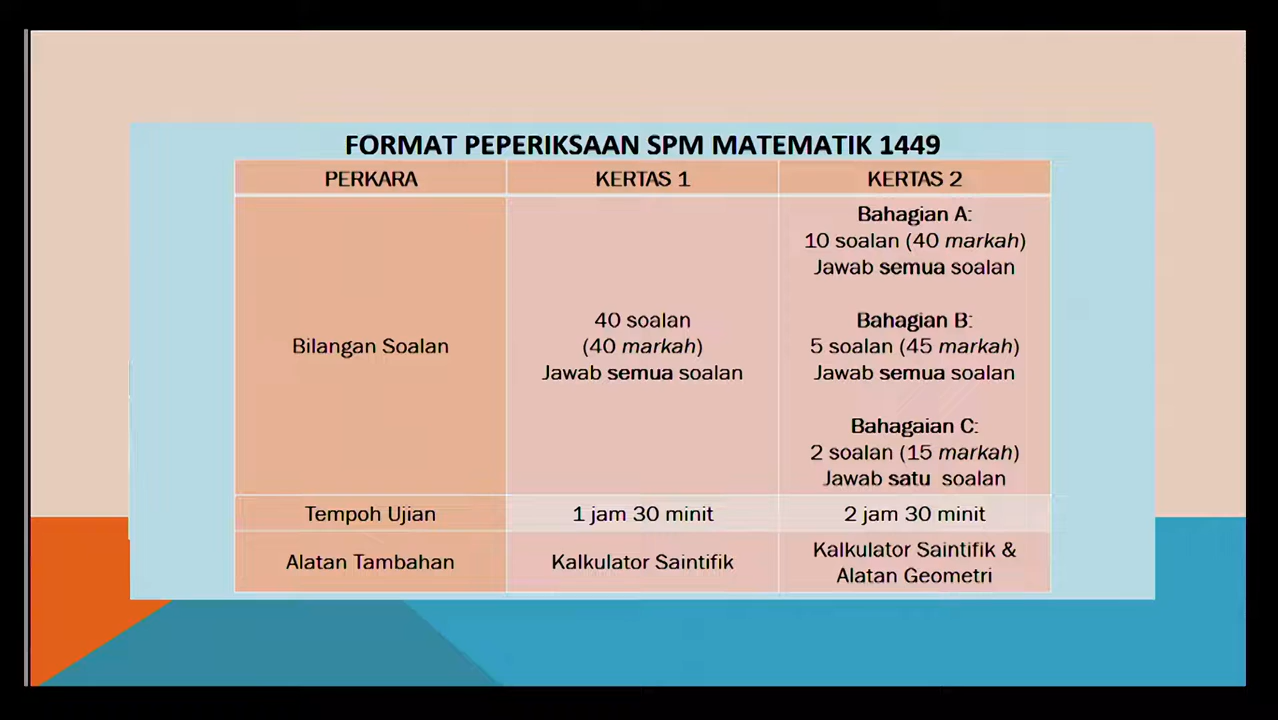 FORMAT PEPERIKSAAN SPM MATEMATIK 1449
PERKARA
KERTAS 1
KERTAS 2
Bilangan Soalan
40 soalan
(40 markah)
Jawab semua soalan
Bahagian A:
10 soalan (40 markah)
Jawab semua soalan
Bahagian B:
5 soalan (45 markah)
Jawab semua soalan
Bahagaian C:
2 soalan (15 markah)
Jawab satu soalan
Tempoh Ujian
1 jam 30 minit
2 jam 30 minit
Alatan Tambahan
Kalkulator Saintifik
Kalkulator Saintifik &
Alatan Geometri